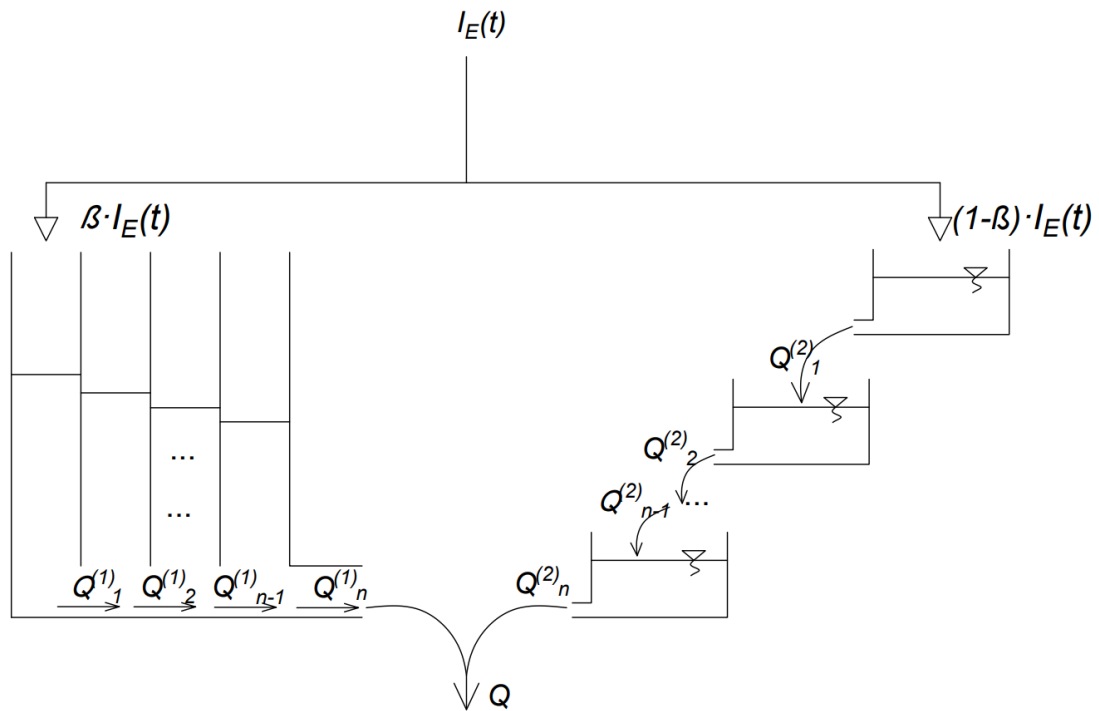 I_E(t)
ß·I_E(t)
(1-ß)·I_E(t)
Q^(2)_1
Q^(2)_2
...
Q^(2)_n-1
...
...
Q^(1)_1 Q^(1)_2 Q^(1)_n-1 Q^(1)_n
Q^(2)_n
Q